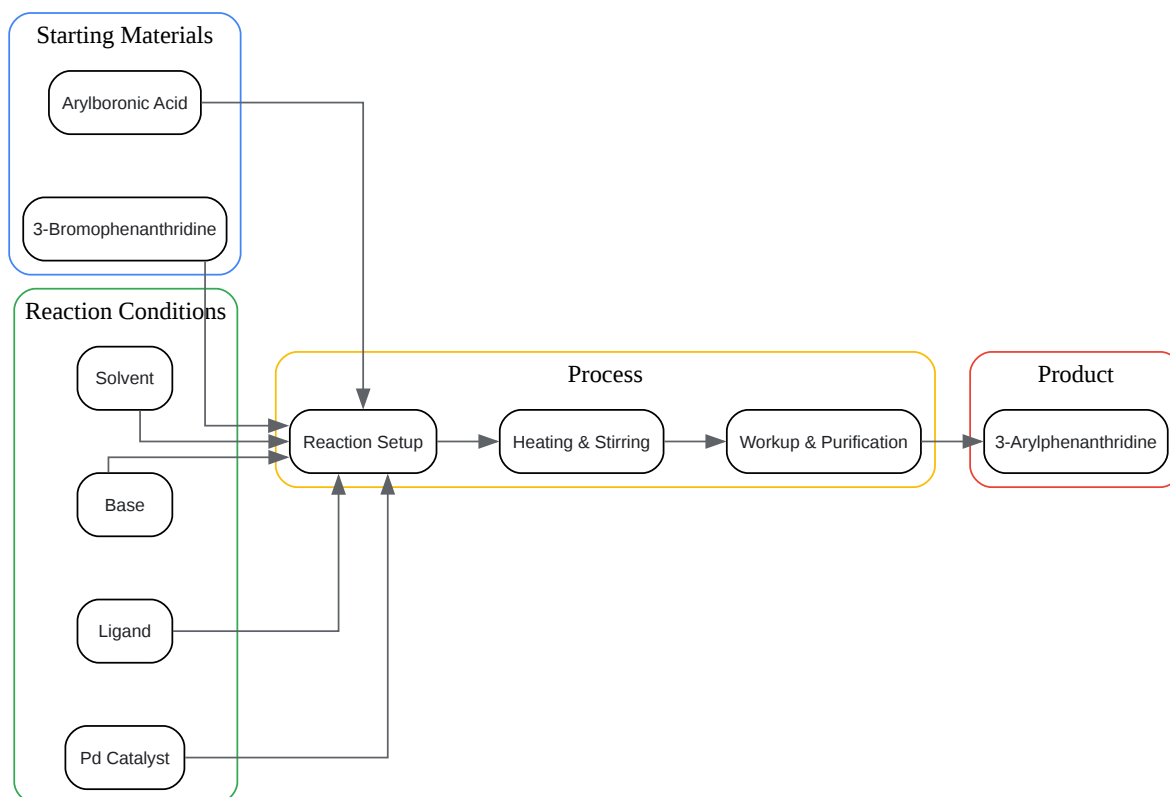 Starting Materials
Arylboronic Acid
3-Bromophenanthridine
Reaction Conditions
Solvent
Base
Ligand
Pd Catalyst
Process
Reaction Setup
Heating & Stirring
Workup & Purification
Product
3-Arylphenanthridine